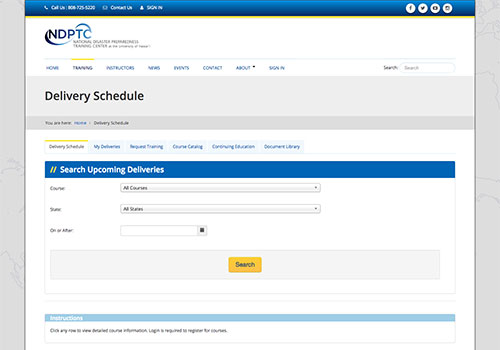 Call Us : 808-725-5220 Contact Us SIGN IN
NDPTC
NATIONAL DISASTER PREPAREDNESS
TRAINING CENTER at the University of Hawai`i
HOME TRAINING INSTRUCTORS NEWS EVENTS CONTACT ABOUT SIGN IN Search: Search
Delivery Schedule
You are here: Home Delivery Schedule
Delivery Schedule My Deliveries Request Training Course Catalog Continuing Education Document Library
// Search Upcoming Deliveries
Course: All Courses
State: All States
On or After:
Search
Instructions
Click any row to view detailed course information. Login is required to register for courses.